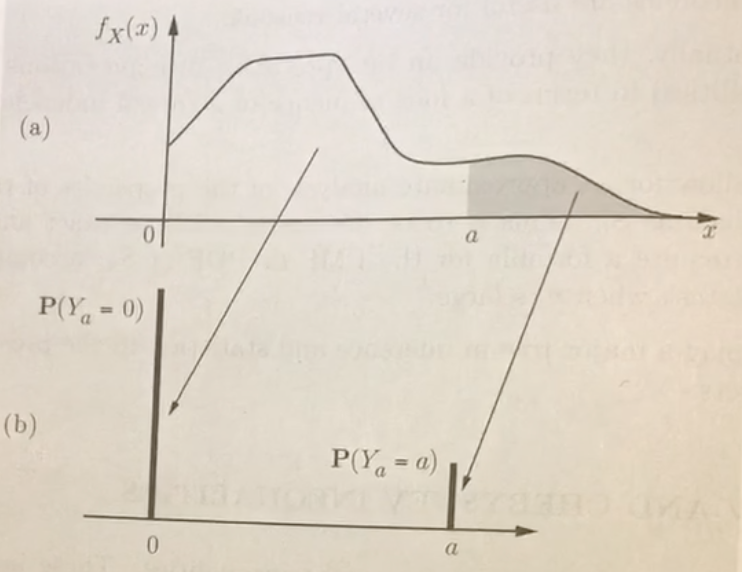 f_X(x)
(a)
0
a
x
P(Y_a = 0)
(b)
P(Y_a = a)
0
a